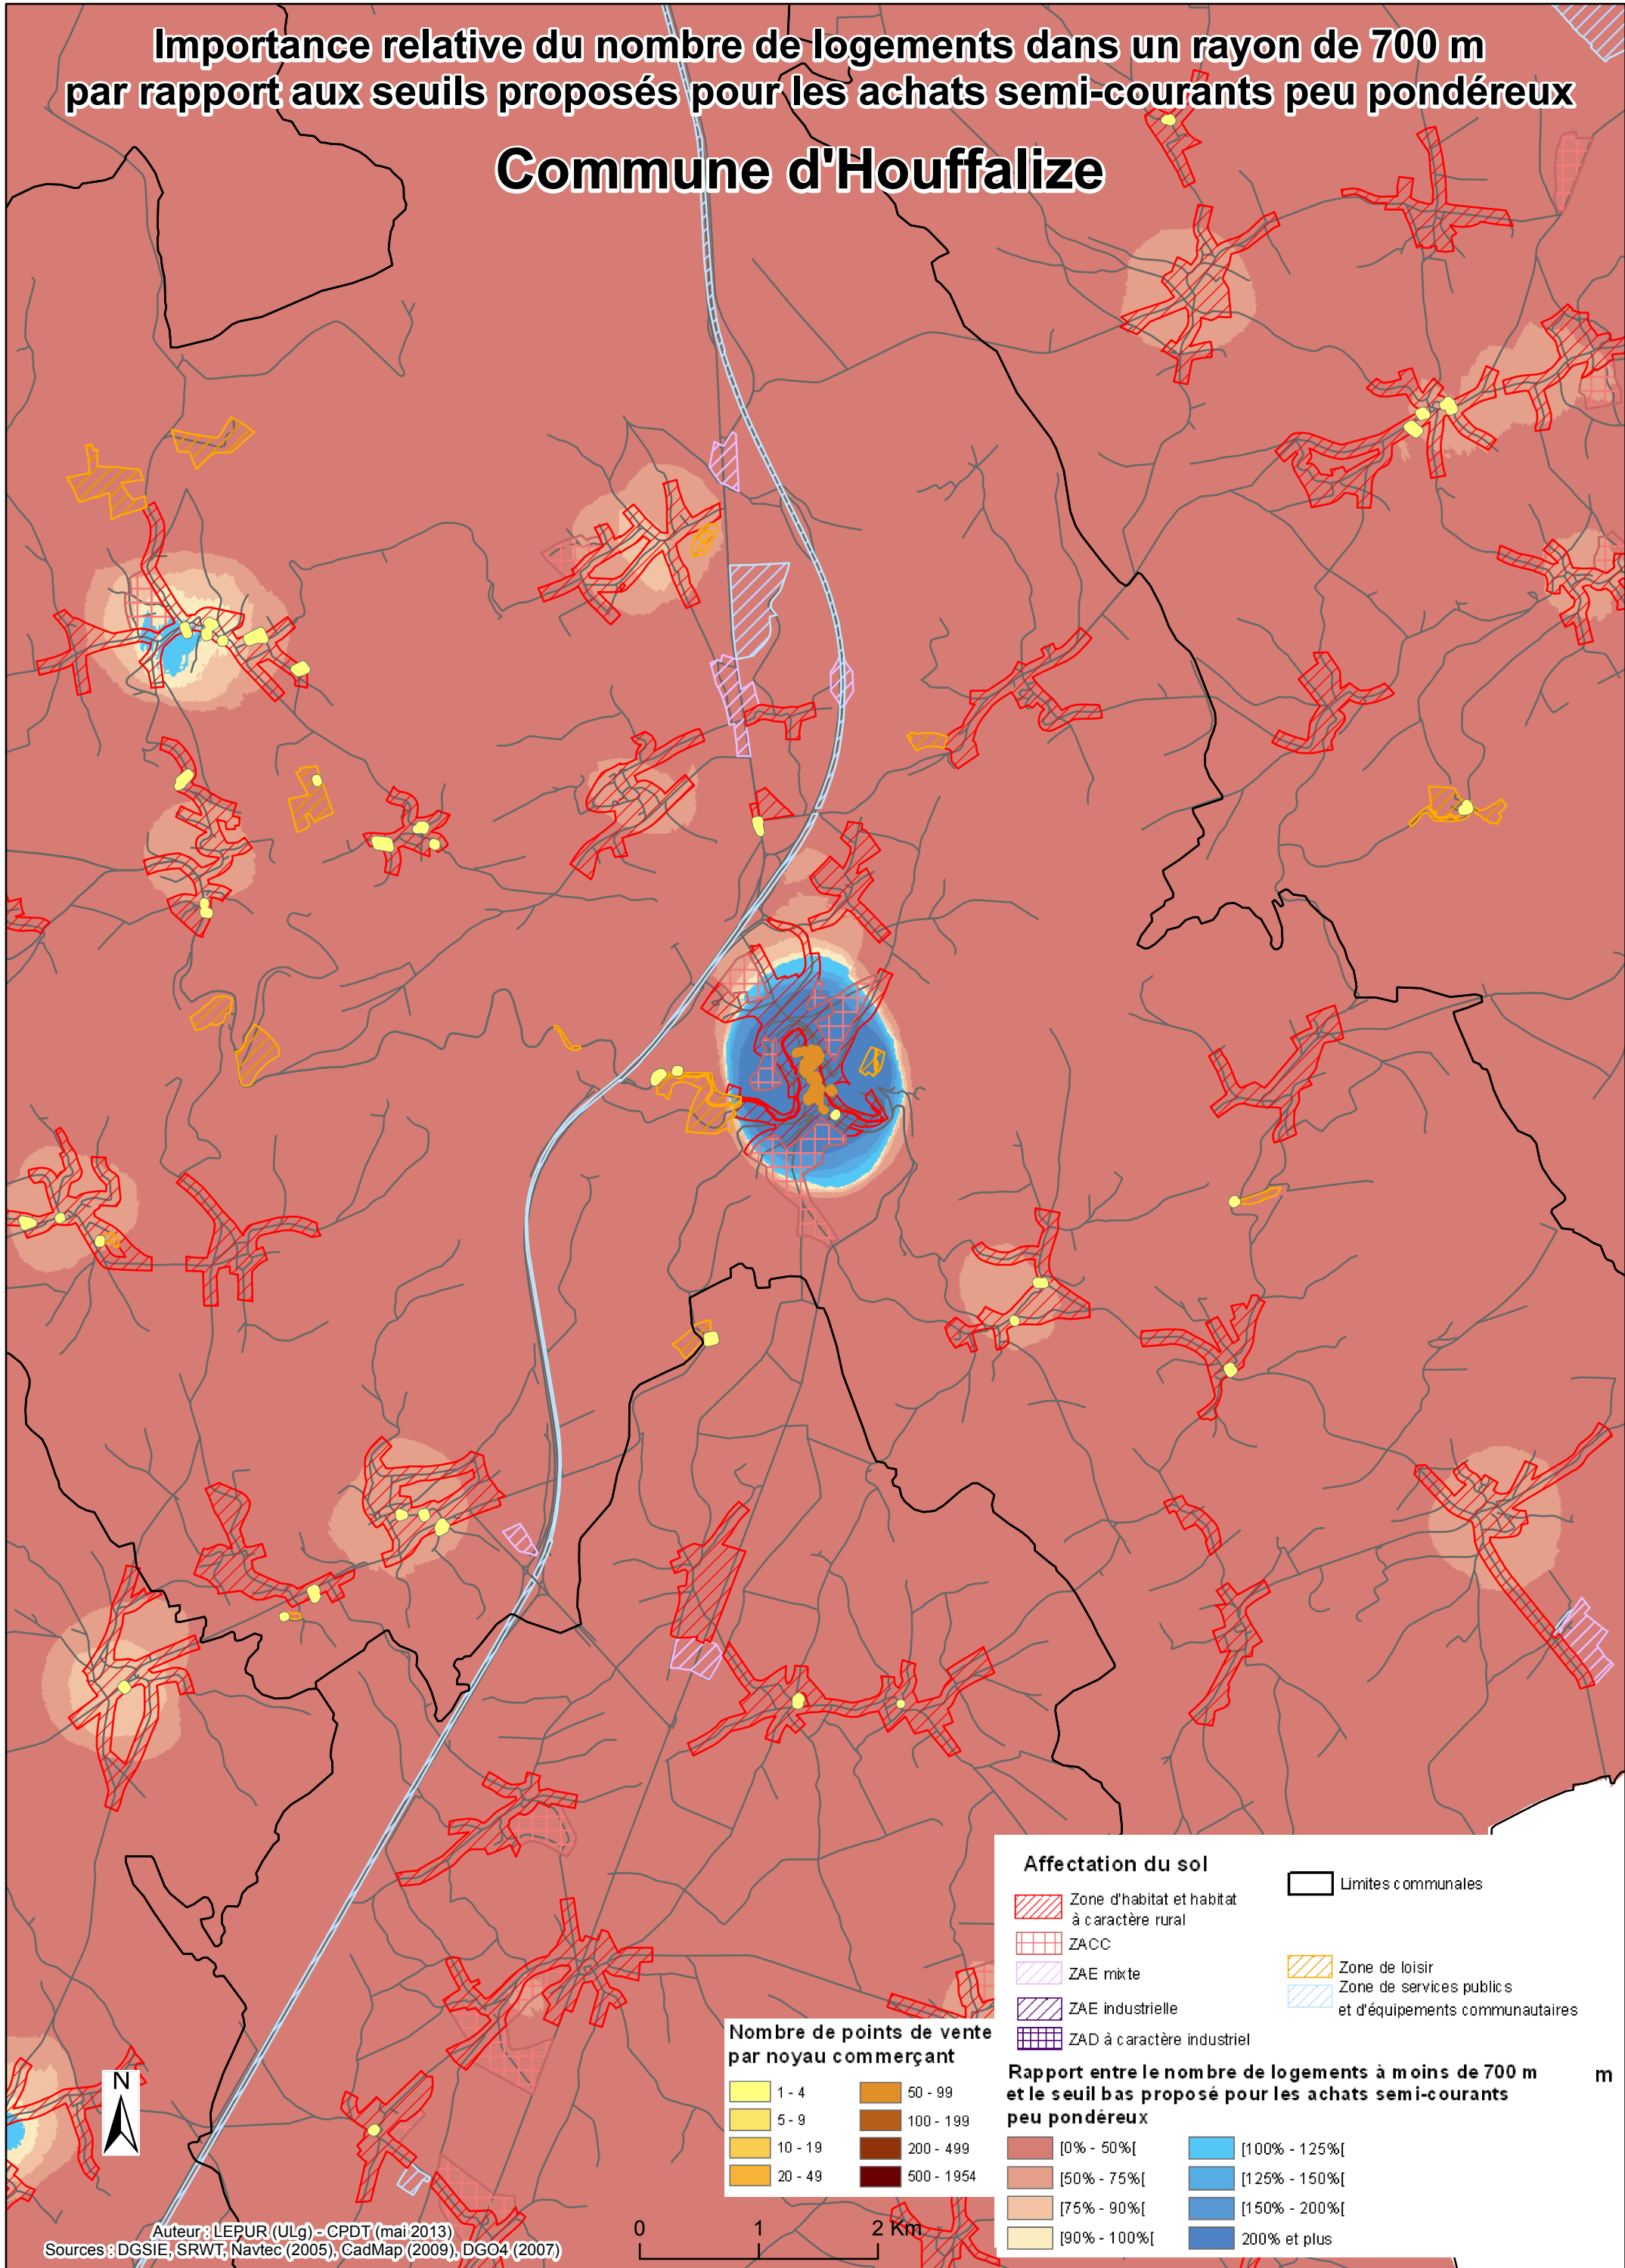 Importance relative du nombre de logements dans un rayon de 700 m
par rapport aux seuils proposés pour les achats semi-courants peu pondéreux
Commune d'Houffalize
Affectation du sol
Zone d'habitat et habitat
à caractère rural
ZACC
ZAE mixte
ZAE industrielle
ZAD à caractère industriel
Limites communales
Zone de loisir
Zone de services publics
et d'équipements communautaires
Nombre de points de vente
par noyau commerçant
1 - 4
5 - 9
10 - 19
20 - 49
50 - 99
100 - 199
200 - 499
500 - 1954
Rapport entre le nombre de logements à moins de 700 m
et le seuil bas proposé pour les achats semi-courants
peu pondéreux
m
[0% - 50%[
[50% - 75%[
[75% - 90%[
[90% - 100%[
[100% - 125%[
[125% - 150%[
[150% - 200%[
200% et plus
N
Auteur : LEPUR (ULg) - CPDT (mai 2013)
Sources : DGSIE, SRWT, Navtec (2005), CadMap (2009), DGO4 (2007)
0 1 2 Km